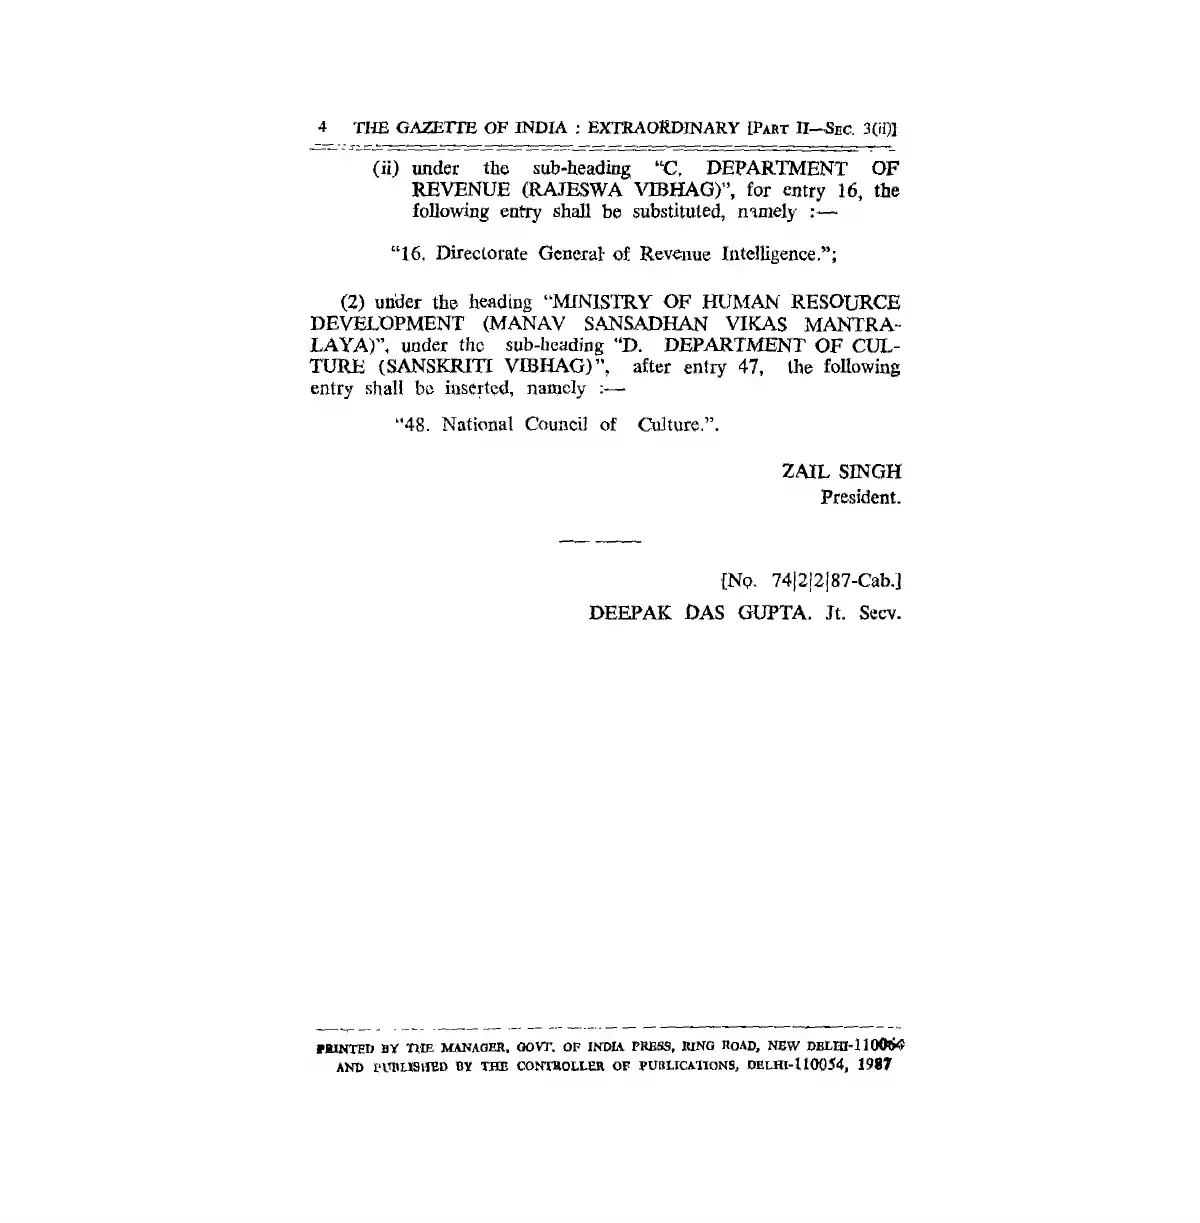 4 THE GAZETTE OF INDIA : EXTRAORDINARY [PART II—SEC. 3(ii)]
(ii) under the sub-heading “C. DEPARTMENT OF
REVENUE (RAJESWA VIBHAG)”, for entry 16, the
following entry shall be substituted, namely :—
“16. Directorate General of Revenue Intelligence.”;
(2) under the heading “MINISTRY OF HUMAN RESOURCE
DEVELOPMENT (MANAV SANSADHAN VIKAS MANTRA-
LAYA)”, under the sub-heading “D. DEPARTMENT OF CUL-
TURE (SANSKRITI VIBHAG)”, after entry 47, the following
entry shall be inserted, namely :—
“48. National Council of Culture.”.
ZAIL SINGH
President.
[No. 74|2|2|87-Cab.]
DEEPAK DAS GUPTA. Jt. Secy.
PRINTED BY THE MANAGER, GOVT. OF INDIA PRESS, RING ROAD, NEW DELHI-110064
AND PUBLISHED BY THE CONTROLLER OF PUBLICATIONS, DELHI-110054, 1987